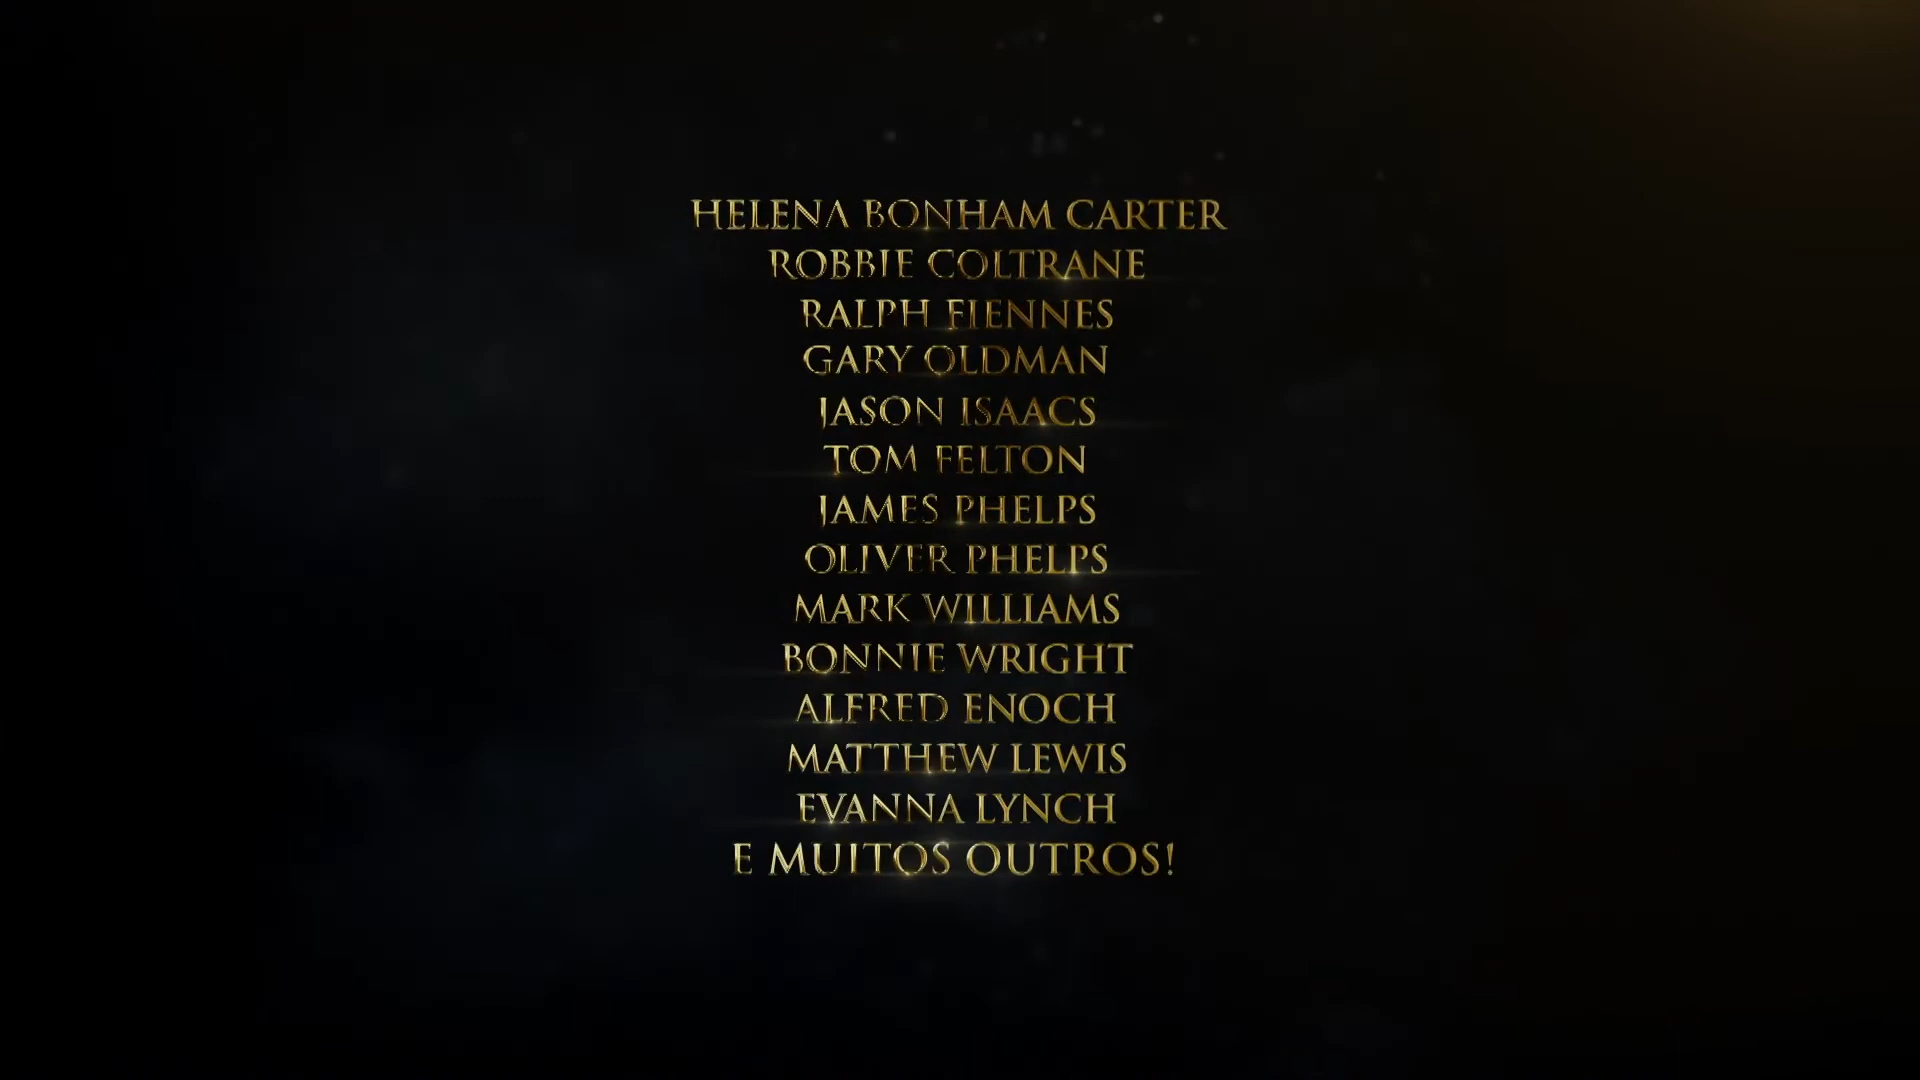 HELENA BONHAM CARTER
ROBBIE COLTRANE
RALPH FIENNES
GARY OLDMAN
JASON ISAACS
TOM FELTON
JAMES PHELPS
OLIVER PHELPS
MARK WILLIAMS
BONNIE WRIGHT
ALFRED ENOCH
MATTHEW LEWIS
EVANNA LYNCH
E MUITOS OUTROS!